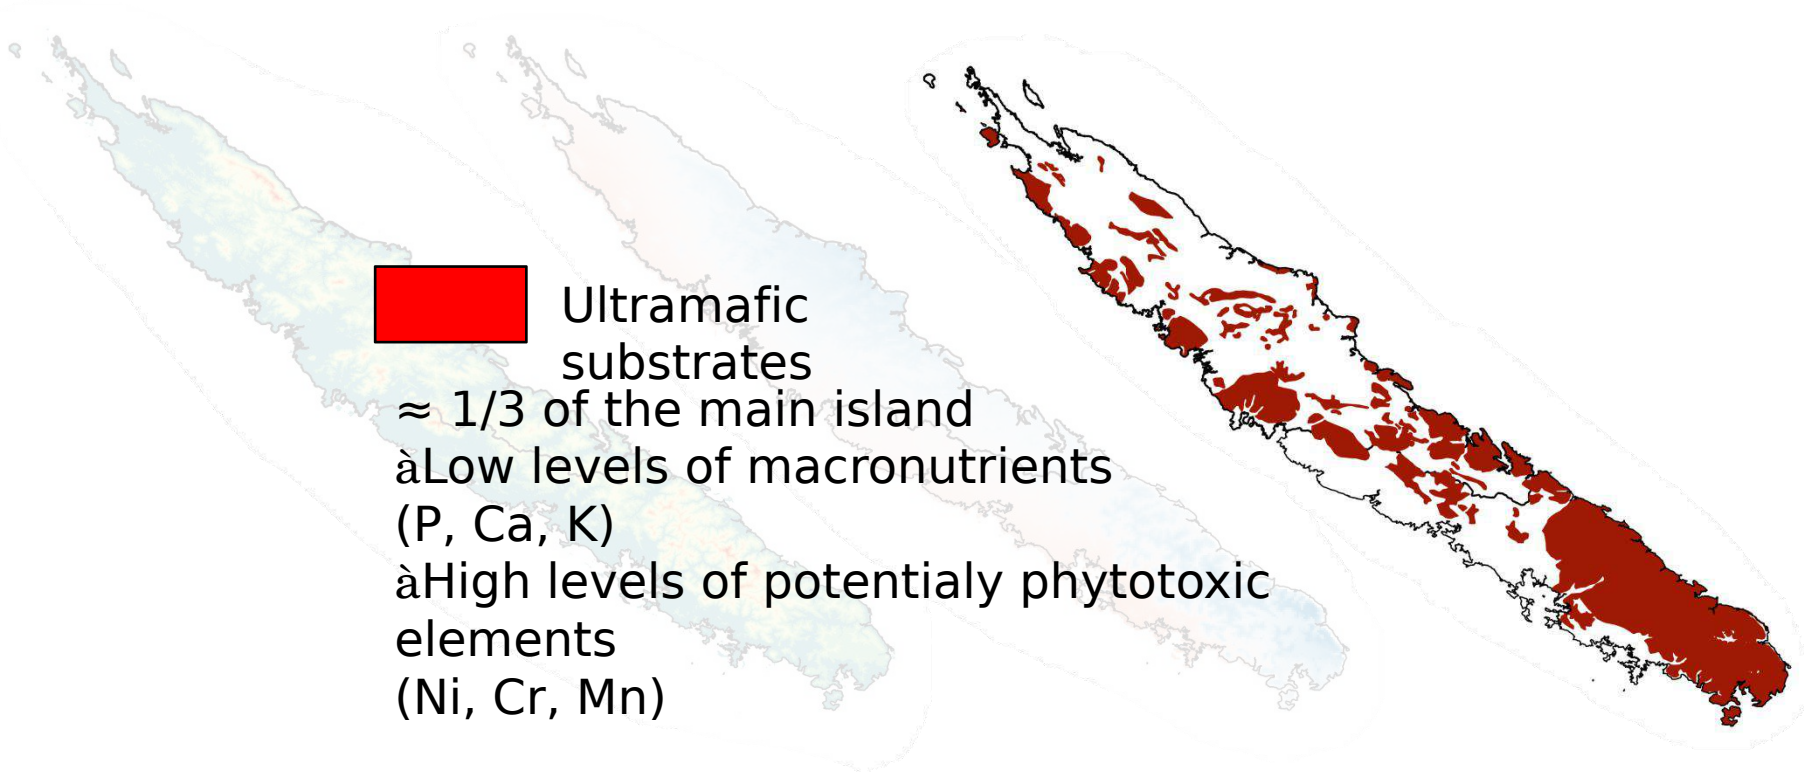 Ultramafic
substrates
≈ 1/3 of the main island
àLow levels of macronutrients
(P, Ca, K)
àHigh levels of potentialy phytotoxic
elements
(Ni, Cr, Mn)